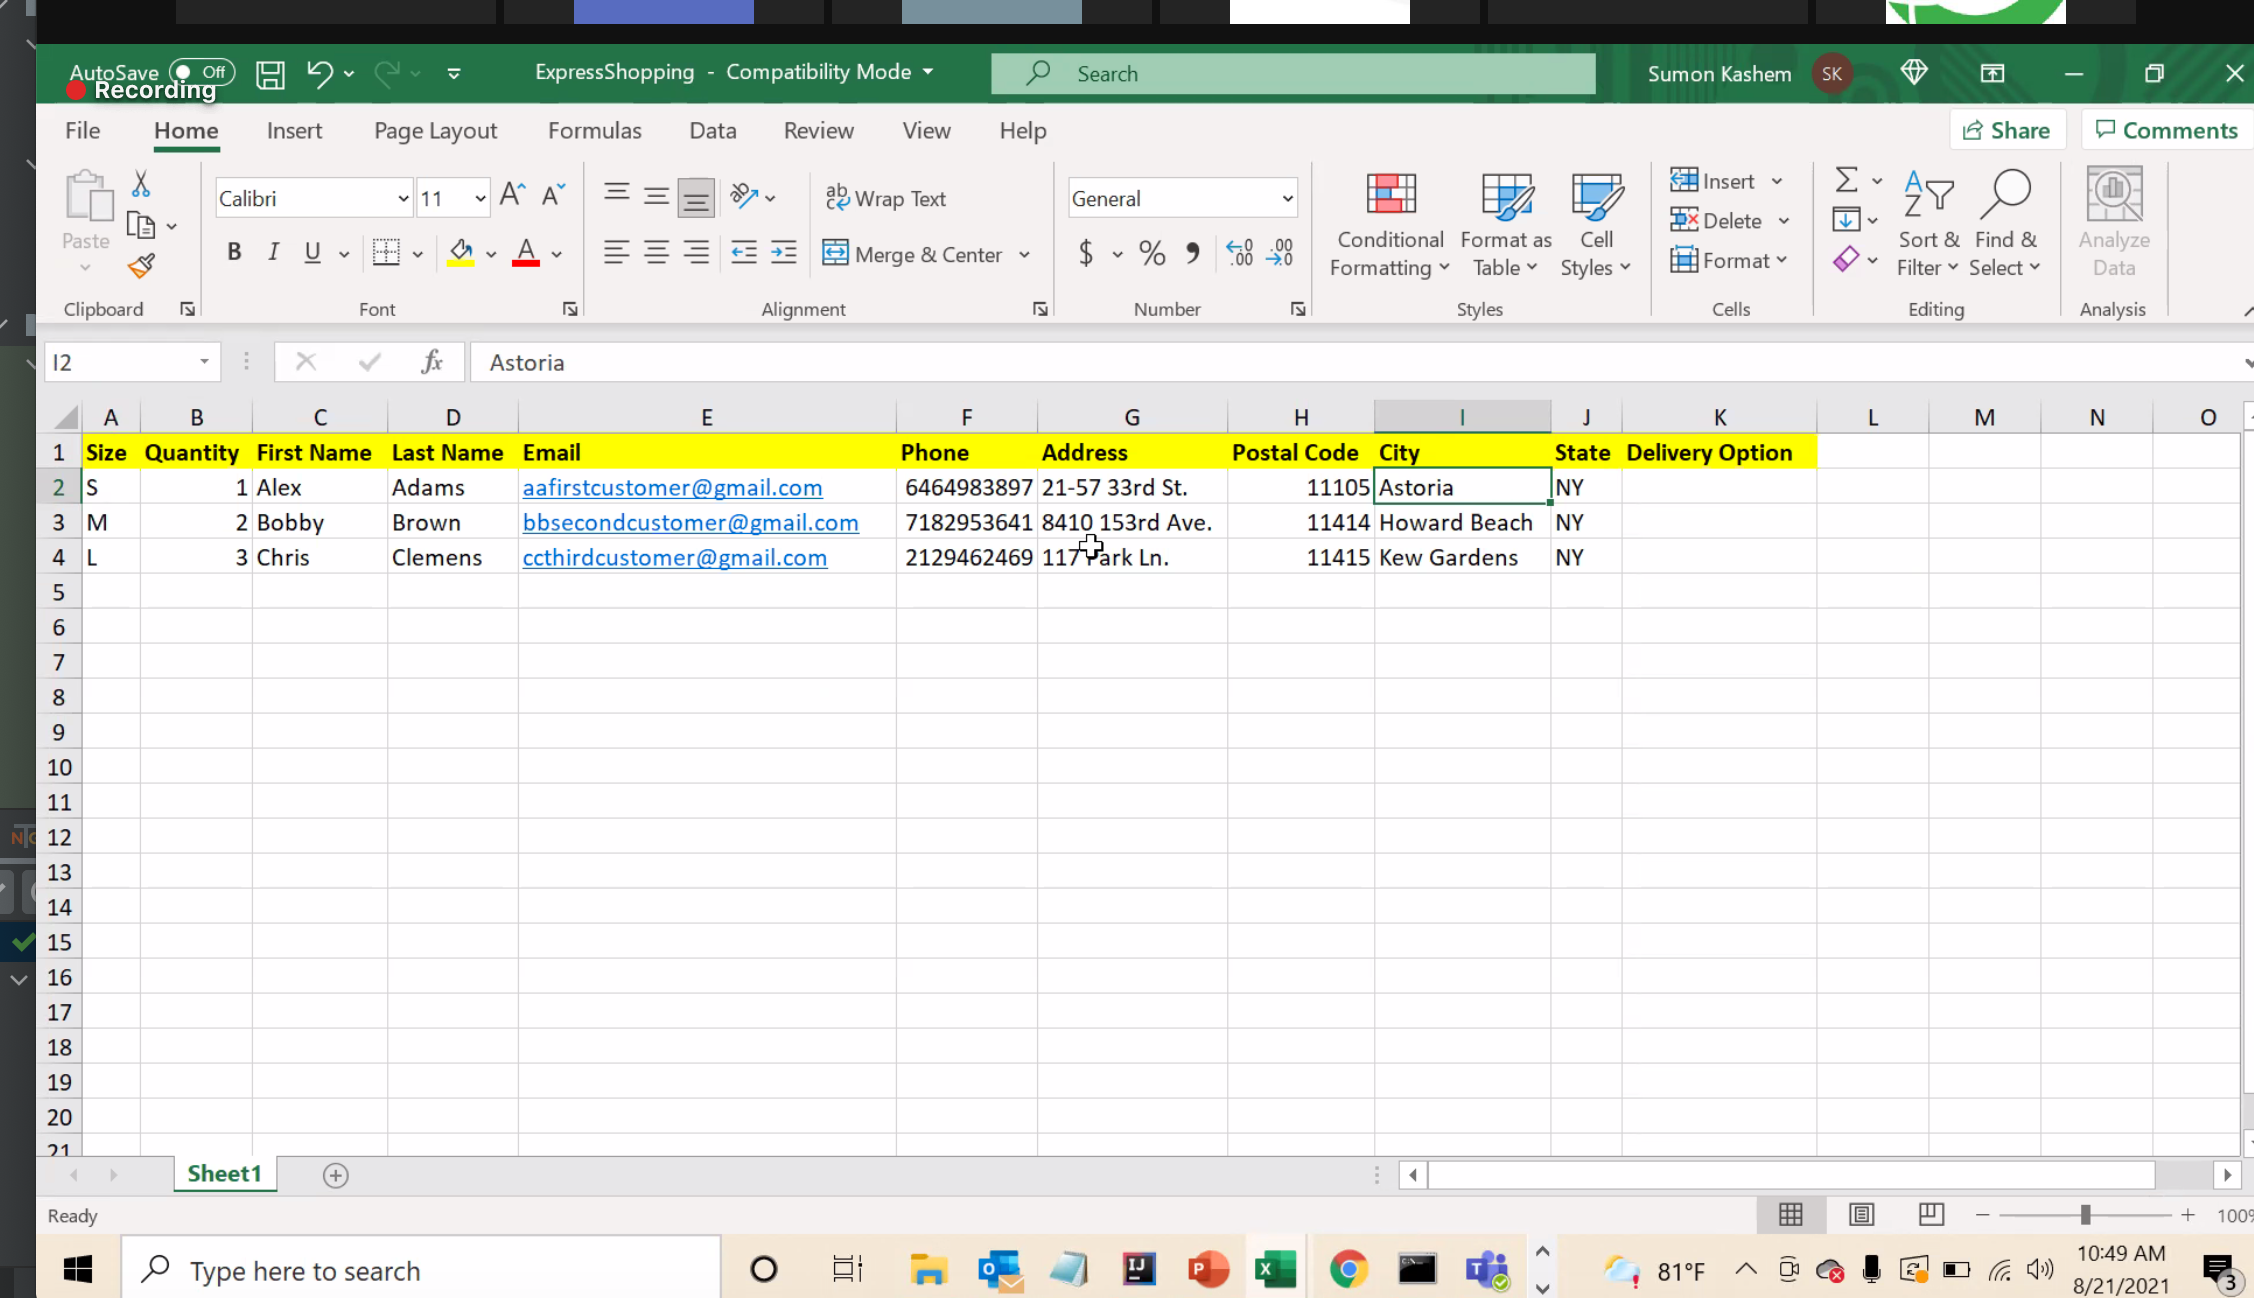 AutoSave Off ExpressShopping - Compatibility Mode Search Sumon Kashem SK
Recording
File Home Insert Page Layout Formulas Data Review View Help Share Comments
Calibri 11 Wrap Text General Insert
Paste Conditional Format as Cell Delete Sort & Find & Analyze
B I U Merge & Center $ % Formatting Table Styles Format Filter Select Data
Clipboard Font Alignment Number Styles Cells Editing Analysis
I2 fx Astoria
A B C D E F G H I J K L M N O
1 Size Quantity First Name Last Name Email Phone Address Postal Code City State Delivery Option
2 S 1 Alex Adams aafirstcustomer@gmail.com 6464983897 21-57 33rd St. 11105 Astoria NY
3 M 2 Bobby Brown bbsecondcustomer@gmail.com 7182953641 8410 153rd Ave. 11414 Howard Beach NY
4 L 3 Chris Clemens ccthirdcustomer@gmail.com 2129462469 117 Park Ln. 11415 Kew Gardens NY
5
6
7
8
9
10
11
12
13
14
15
16
17
18
19
20
21
Sheet1
Ready 100%
Type here to search 81°F 10:49 AM
8/21/2021 3